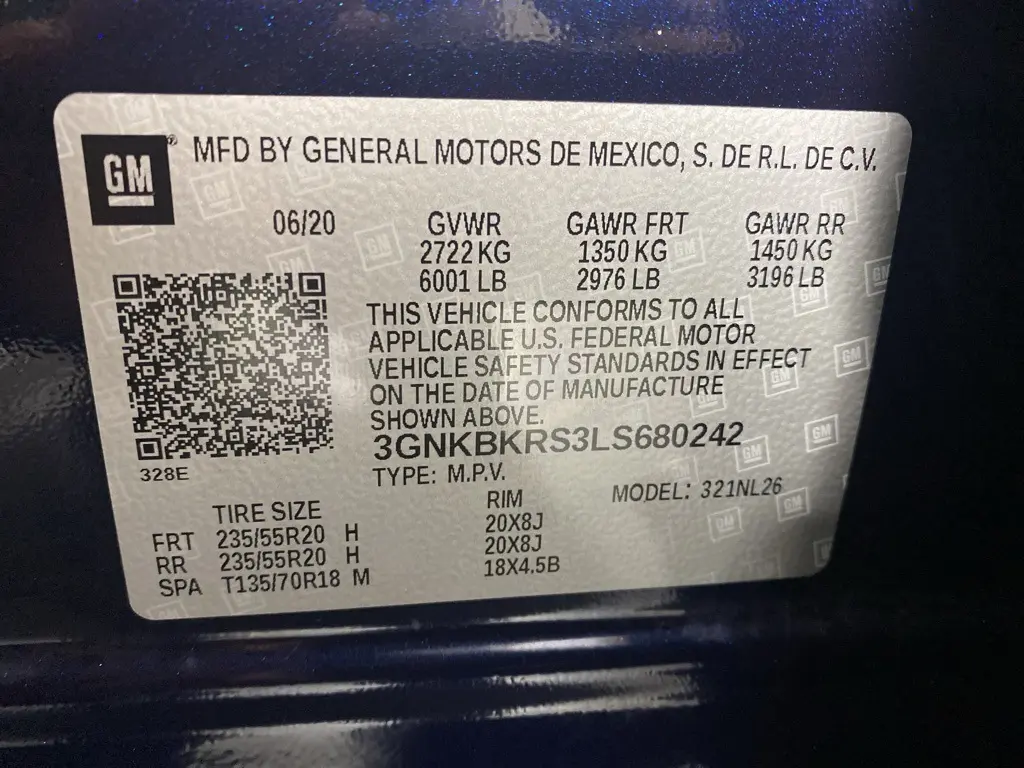 GM® MFD BY GENERAL MOTORS DE MEXICO, S. DE R.L. DE C.V.
06/20 GVWR GAWR FRT GAWR RR
2722 KG 1350 KG 1450 KG
6001 LB 2976 LB 3196 LB
THIS VEHICLE CONFORMS TO ALL
APPLICABLE U.S. FEDERAL MOTOR
VEHICLE SAFETY STANDARDS IN EFFECT
ON THE DATE OF MANUFACTURE
SHOWN ABOVE.
3GNKBKRS3LS680242
328E
TYPE: M.P.V. MODEL: 321NL26
TIRE SIZE RIM
FRT 235/55R20 H 20X8J
RR 235/55R20 H 20X8J
SPA T135/70R18 M 18X4.5B